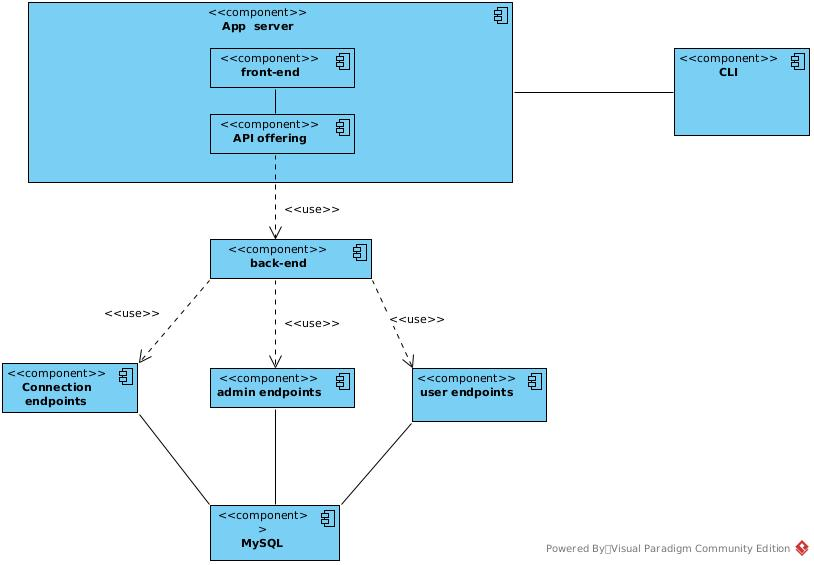 <<component>>
App server
<<component>>
front-end
<<component>>
API offering
<<component>>
CLI
<<use>>
<<component>>
back-end
<<use>>
<<use>>
<<use>>
<<component>>
Connection
endpoints
<<component>>
admin endpoints
<<component>>
user endpoints
<<component>
>
MySQL
Powered By Visual Paradigm Community Edition